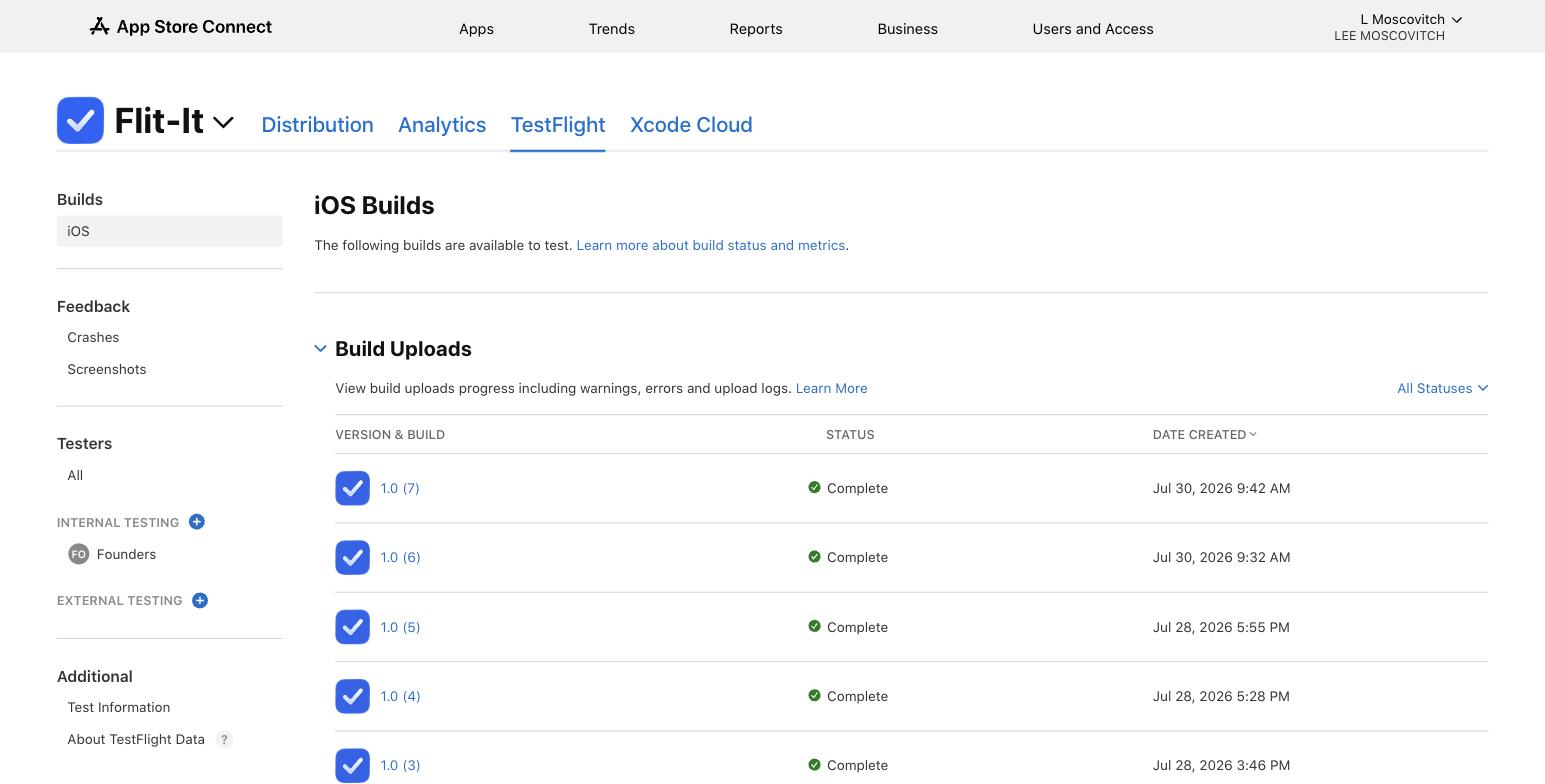 App Store Connect
Apps Trends Reports Business Users and Access
L Moscovitch
LEE MOSCOVITCH
Flit-It
Distribution Analytics TestFlight Xcode Cloud
Builds
iOS
Feedback
Crashes
Screenshots
Testers
All
INTERNAL TESTING
FO Founders
EXTERNAL TESTING
Additional
Test Information
About TestFlight Data ?
iOS Builds
The following builds are available to test. Learn more about build status and metrics.
Build Uploads
View build uploads progress including warnings, errors and upload logs. Learn More
All Statuses
VERSION & BUILD STATUS DATE CREATED
1.0 (7) Complete Jul 30, 2026 9:42 AM
1.0 (6) Complete Jul 30, 2026 9:32 AM
1.0 (5) Complete Jul 28, 2026 5:55 PM
1.0 (4) Complete Jul 28, 2026 5:28 PM
1.0 (3) Complete Jul 28, 2026 3:46 PM